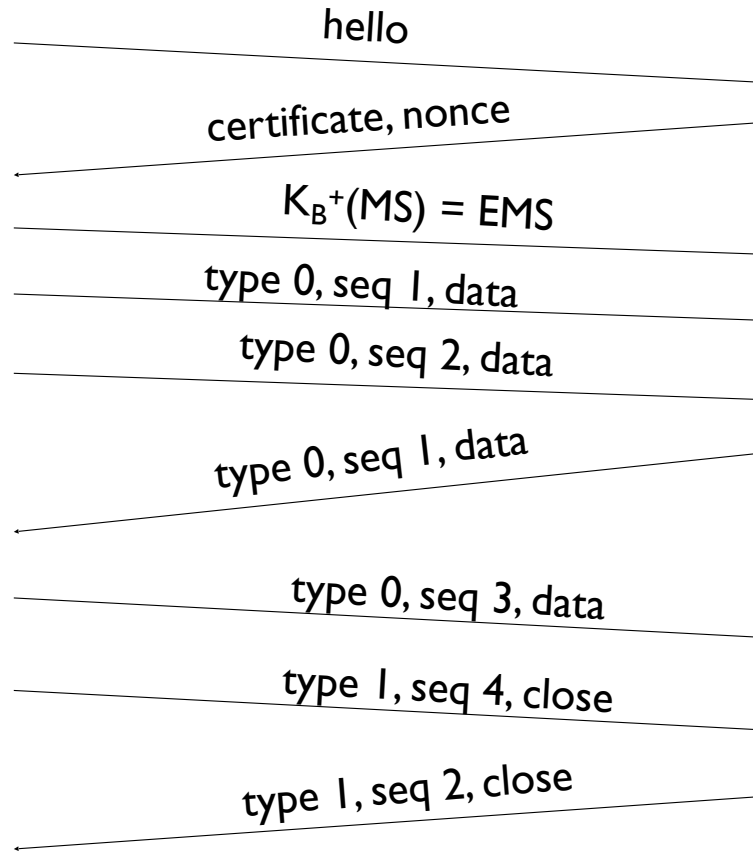 hello
certificate, nonce
K_B⁺(MS) = EMS
type 0, seq 1, data
type 0, seq 2, data
type 0, seq 1, data
type 0, seq 3, data
type 1, seq 4, close
type 1, seq 2, close